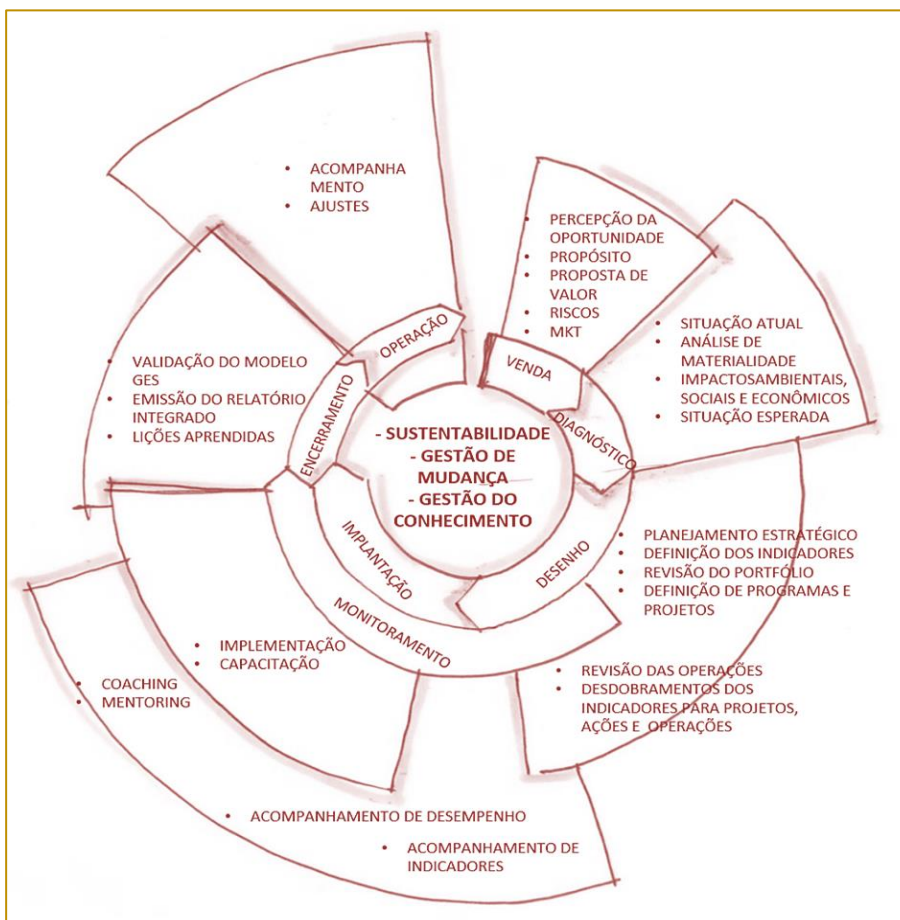 • ACOMPANHA
MENTO
• AJUSTES
• PERCEPÇÃO DA
OPORTUNIDADE
• PROPÓSITO
• PROPOSTA DE
VALOR
• RISCOS
• MKT
• SITUAÇÃO ATUAL
• ANÁLISE DE
MATERIALIDADE
• IMPACTOSAMBIENTAIS,
SOCIAIS E ECONÔMICOS
• SITUAÇÃO ESPERADA
• VALIDAÇÃO DO MODELO
GES
• EMISSÃO DO RELATÓRIO
INTEGRADO
• LIÇÕES APRENDIDAS
OPERAÇÃO
VENDA
ENCERRAMENTO
DIAGNÓSTICO
- SUSTENTABILIDADE
- GESTÃO DE
MUDANÇA
- GESTÃO DO
CONHECIMENTO
IMPLANTAÇÃO
DESENHO
MONITORAMENTO
• PLANEJAMENTO ESTRATÉGICO
• DEFINIÇÃO DOS INDICADORES
• REVISÃO DO PORTFÓLIO
• DEFINIÇÃO DE PROGRAMAS E
PROJETOS
• REVISÃO DAS OPERAÇÕES
• DESDOBRAMENTOS DOS
INDICADORES PARA PROJETOS,
AÇÕES E OPERAÇÕES
• IMPLEMENTAÇÃO
• CAPACITAÇÃO
• COACHING
• MENTORING
• ACOMPANHAMENTO DE DESEMPENHO
• ACOMPANHAMENTO DE
INDICADORES